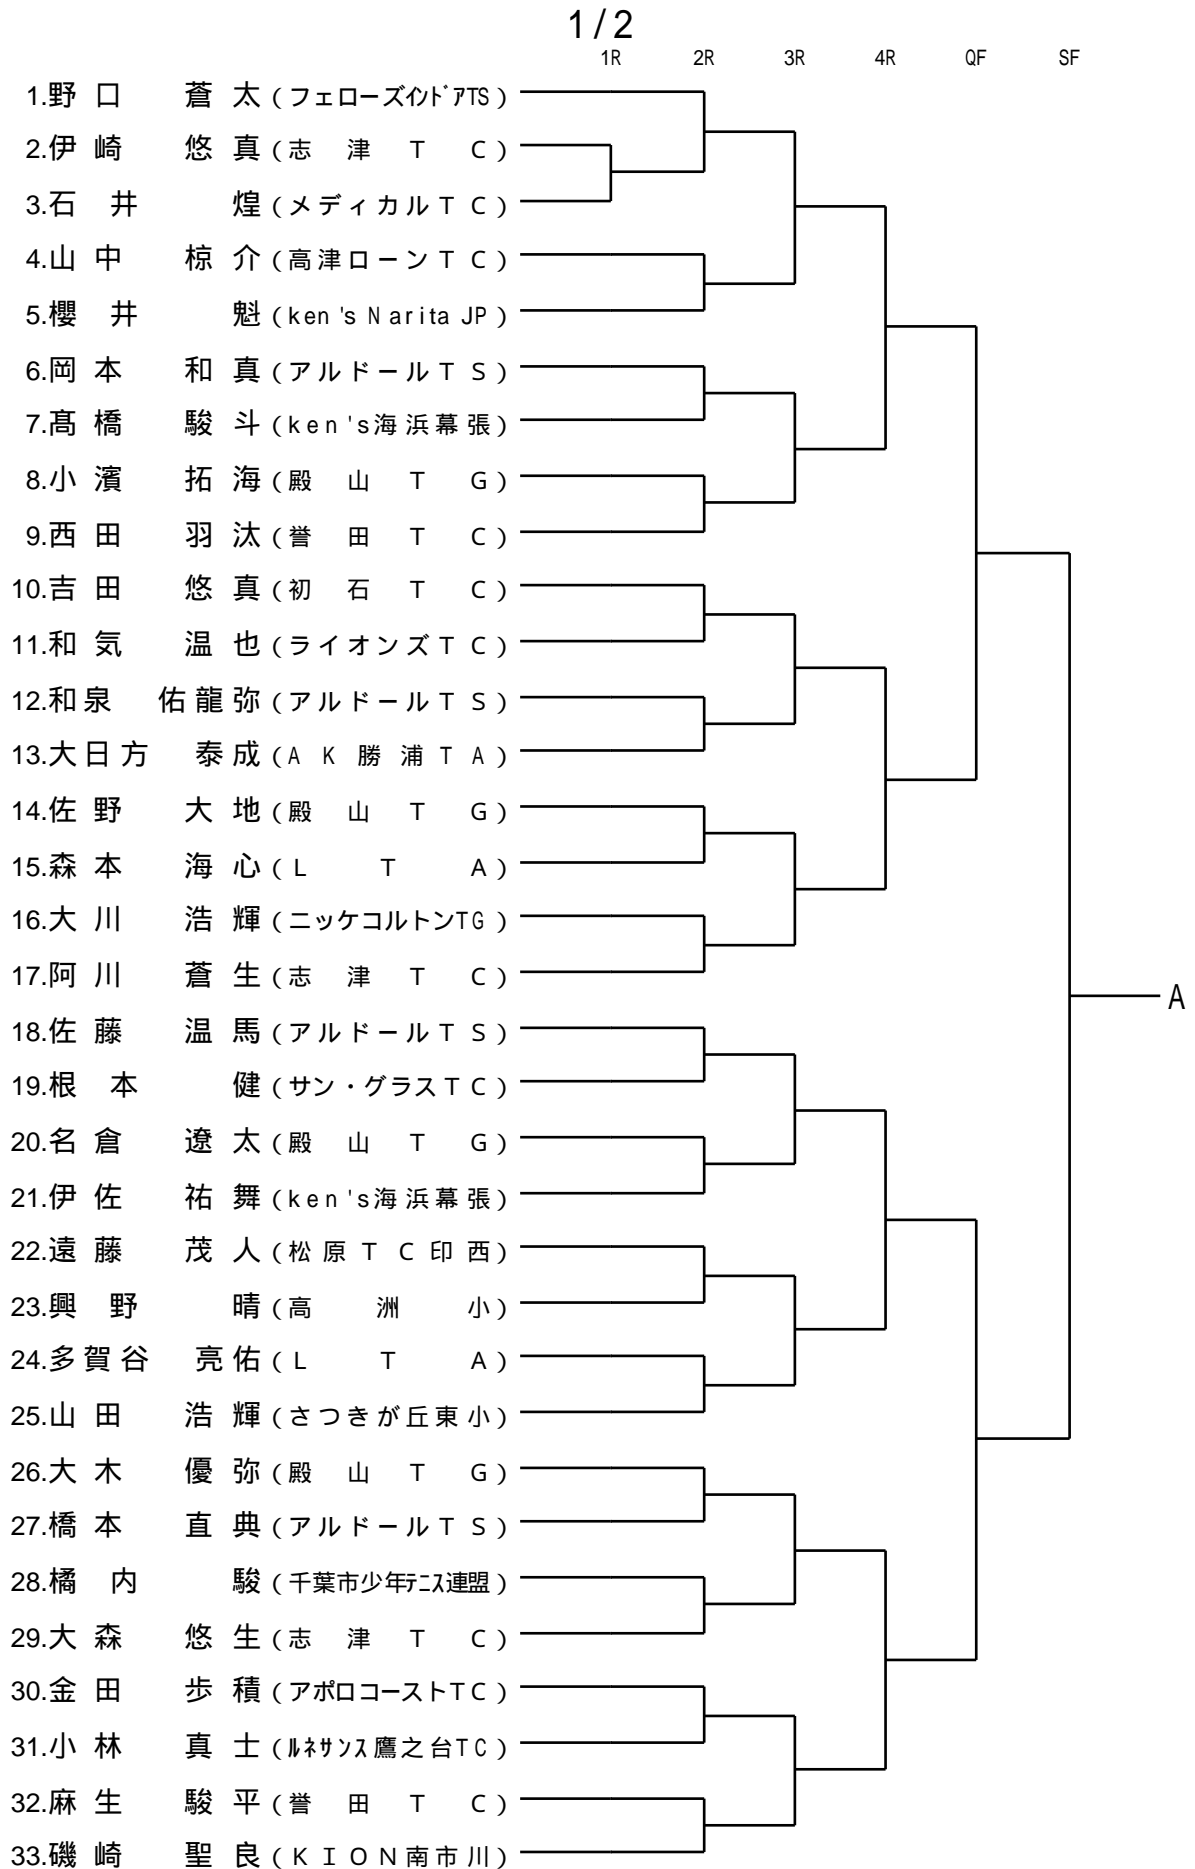 1/2
1R 2R 3R 4R QF SF
1.野口 蒼太(フェローズインドアTS)
2.伊崎 悠真(志津TC)
3.石井 煌(メディカルTC)
4.山中 椋介(高津ローンTC)
5.櫻井 魁(ken's Narita JP)
6.岡本 和真(アルドールTS)
7.髙橋 駿斗(ken's海浜幕張)
8.小濱 拓海(殿山TG)
9.西田 羽汰(誉田TC)
10.吉田 悠真(初石TC)
11.和気 温也(ライオンズTC)
12.和泉 佑龍弥(アルドールTS)
13.大日方 泰成(AK勝浦TA)
14.佐野 大地(殿山TG)
15.森本 海心(LTA)
16.大川 浩輝(ニッケコルトンTG)
17.阿川 蒼生(志津TC)
A
18.佐藤 温馬(アルドールTS)
19.根本 健(サン・グラスTC)
20.名倉 遼太(殿山TG)
21.伊佐 祐舞(ken's海浜幕張)
22.遠藤 茂人(松原TC印西)
23.興野 晴(高洲小)
24.多賀谷 亮佑(LTA)
25.山田 浩輝(さつきが丘東小)
26.大木 優弥(殿山TG)
27.橋本 直典(アルドールTS)
28.橘内 駿(千葉市少年テニス連盟)
29.大森 悠生(志津TC)
30.金田 歩積(アポロコーストTC)
31.小林 真士(ルネサンス鷹之台TC)
32.麻生 駿平(誉田TC)
33.磯崎 聖良(KION南市川)